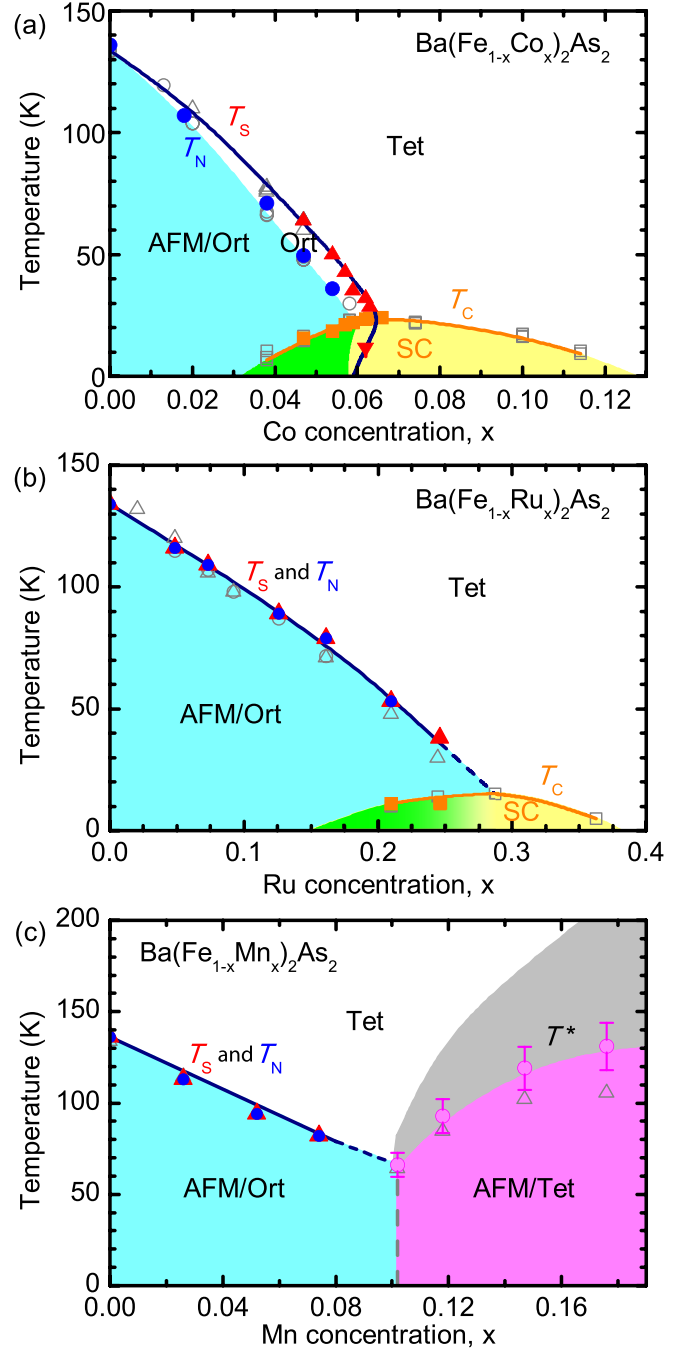 (a)
150
100
50
0
Temperature (K)
Ba(Fe1-xCox)2As2
TS
TN
Tet
AFM/Ort
Ort
TC
SC
0.00 0.02 0.04 0.06 0.08 0.10 0.12
Co concentration, x
(b)
150
100
50
0
Temperature (K)
Ba(Fe1-xRux)2As2
TS and TN
Tet
AFM/Ort
TC
SC
0.0 0.1 0.2 0.3 0.4
Ru concentration, x
(c)
200
150
100
50
0
Temperature (K)
Ba(Fe1-xMnx)2As2
Tet
T*
TS and TN
AFM/Ort
AFM/Tet
0.00 0.04 0.08 0.12 0.16
Mn concentration, x